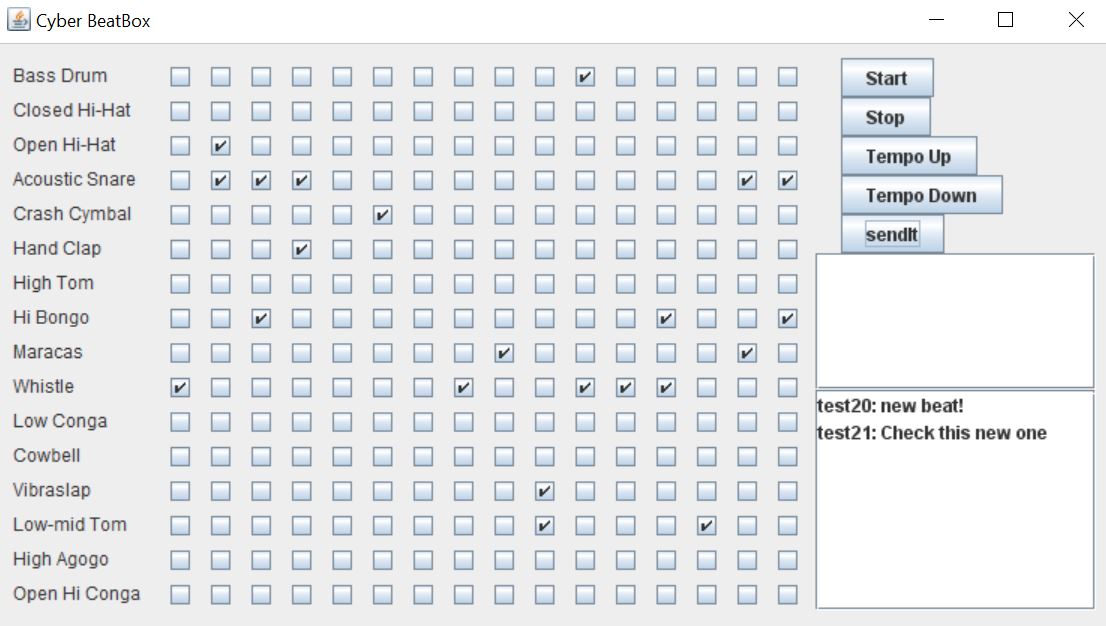 Cyber BeatBox
Bass Drum
Closed Hi-Hat
Open Hi-Hat
Acoustic Snare
Crash Cymbal
Hand Clap
High Tom
Hi Bongo
Maracas
Whistle
Low Conga
Cowbell
Vibraslap
Low-mid Tom
High Agogo
Open Hi Conga
Start
Stop
Tempo Up
Tempo Down
sendIt
test20: new beat!
test21: Check this new one